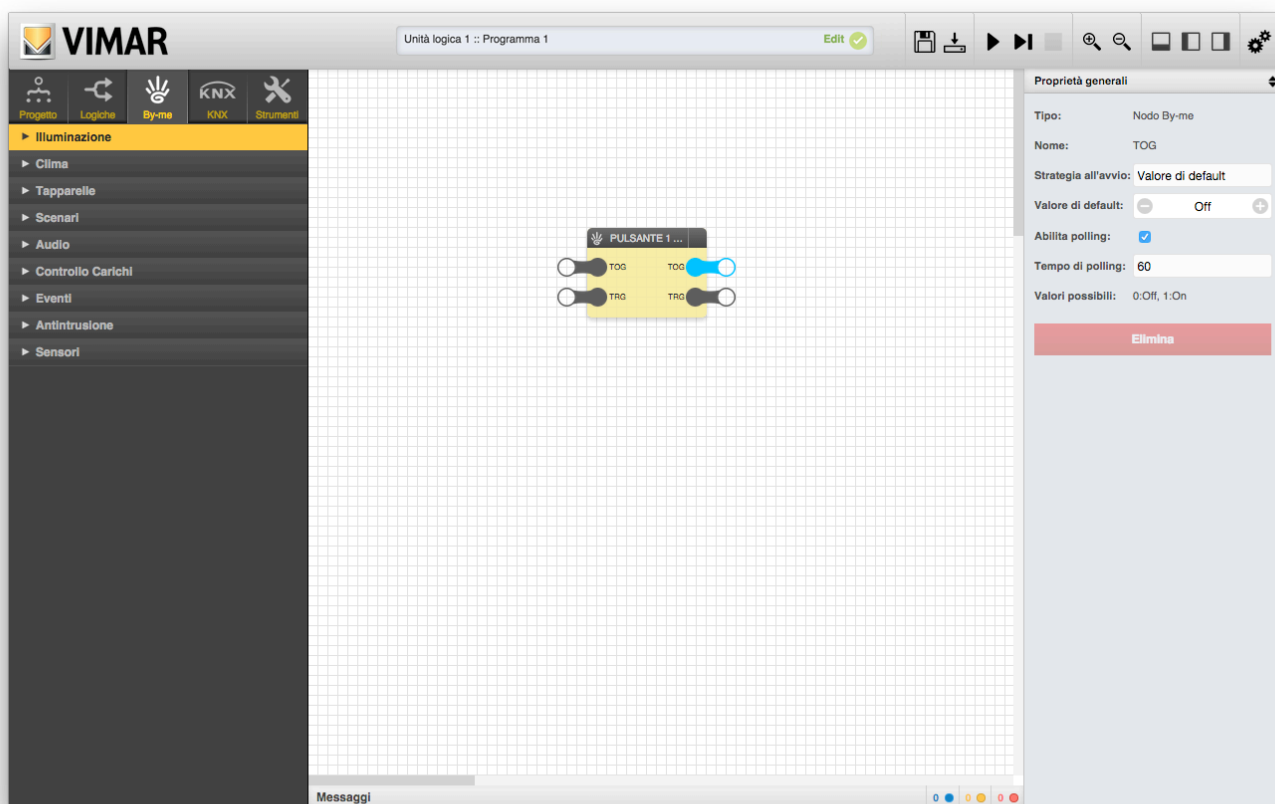 VIMAR
Unità logica 1 :: Programma 1
Edit
Progetto
Logiche
By-me
KNX
KNX
Strumenti
Illuminazione
Clima
Tapparelle
Scenari
Audio
Controllo Carichi
Eventi
Antintrusione
Sensori
PULSANTE 1 ...
TOG TOG
TRG TRG
Messaggi
0 0 0
Proprietà generali
Tipo: Nodo By-me
Nome: TOG
Strategia all'avvio: Valore di default
Valore di default: Off
Abilita polling:
Tempo di polling: 60
Valori possibili: 0:Off, 1:On
Elimina